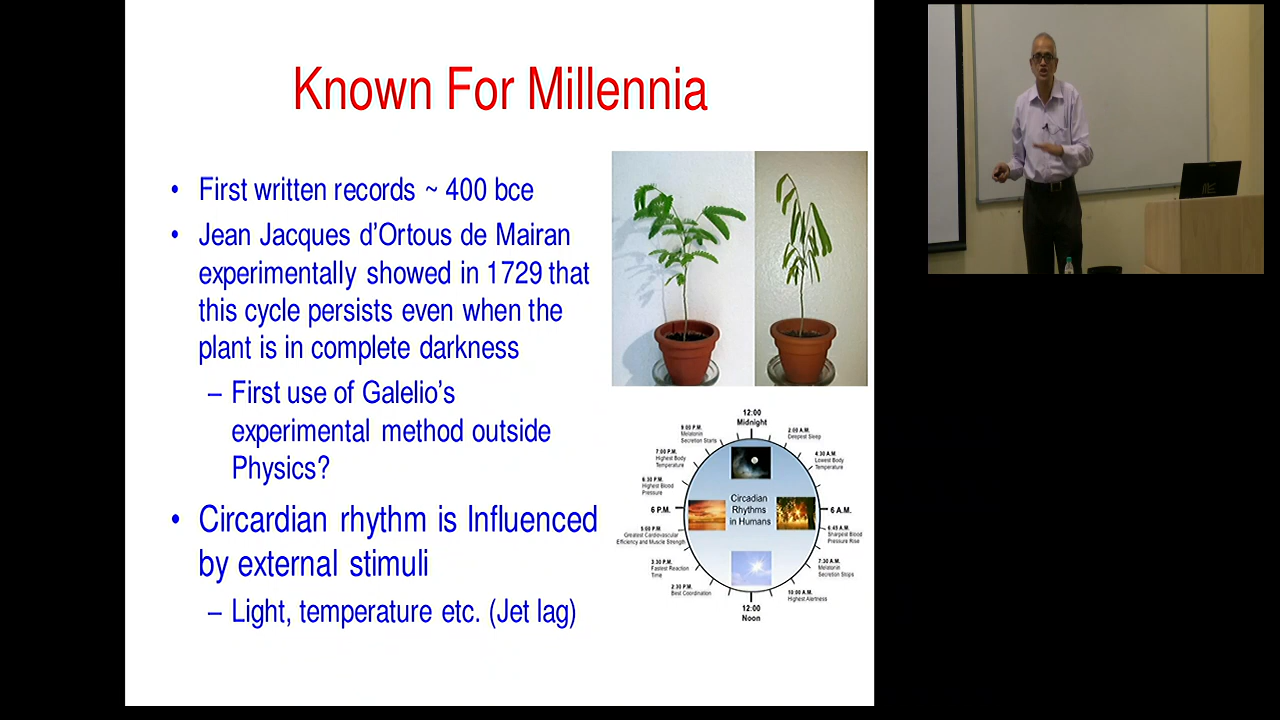 Known For Millennia
• First written records ~ 400 bce
• Jean Jacques d'Ortous de Mairan
experimentally showed in 1729 that
this cycle persists even when the
plant is in complete darkness
– First use of Galelio's
experimental method outside
Physics?
• Circardian rhythm is Influenced
by external stimuli
– Light, temperature etc. (Jet lag)
12:00
Midnight
2:00 A.M.
Deepest Sleep
4:30 A.M.
Lowest Body
Temperature
6 A.M.
6:45 A.M.
Sharpest Blood
Pressure Rise
7:30 A.M.
Melatonin
Secretion Stops
10:00 A.M.
Highest Alertness
12:00
Noon
2:30 P.M.
Best Coordination
3:30 P.M.
Fastest Reaction
Time
5:00 P.M.
Greatest Cardiovascular
Efficiency and Muscle Strength
6 P.M.
6:30 P.M.
Highest Blood
Pressure
7:00 P.M.
Highest Body
Temperature
9:00 P.M.
Melatonin
Secretion Starts
Circadian
Rhythms
in Humans